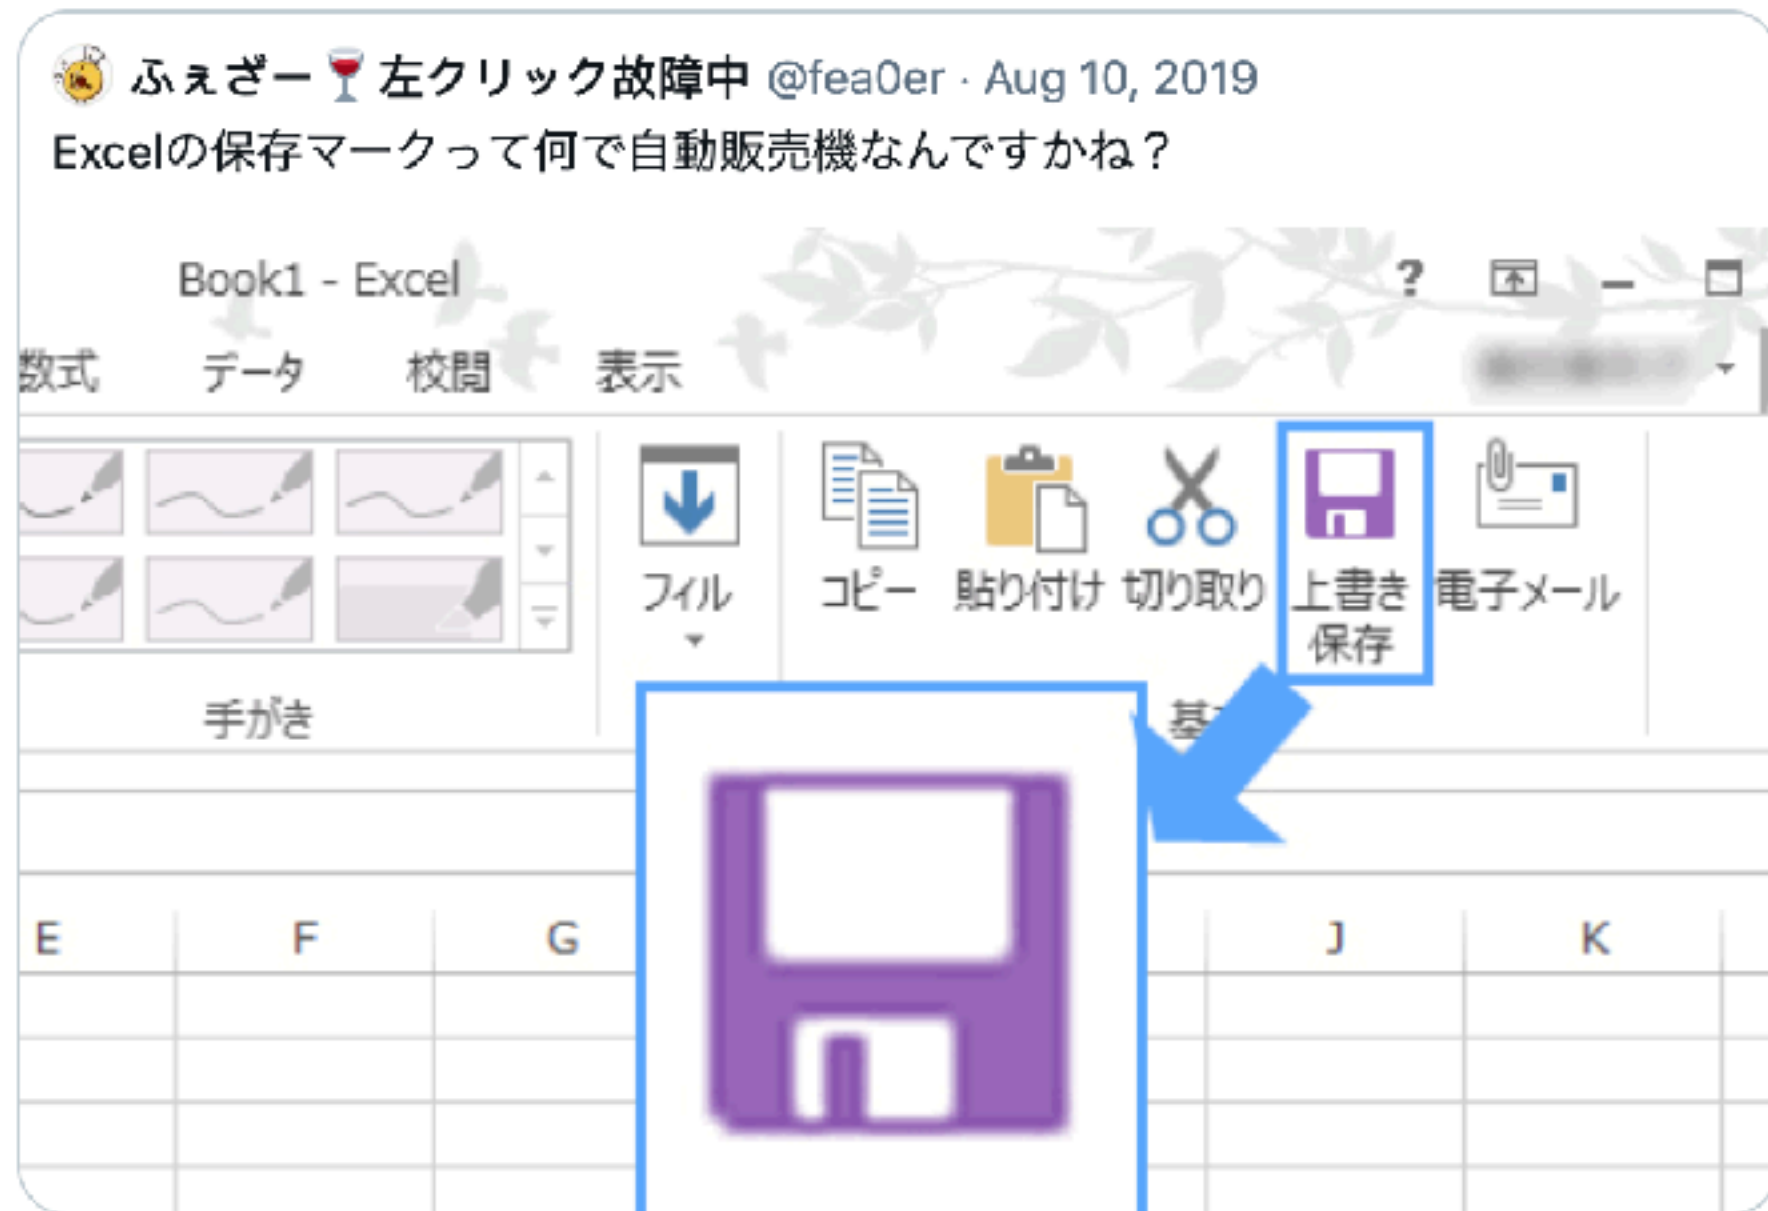 ふぇざー🍷左クリック故障中 @fea0er · Aug 10, 2019
Excelの保存マークって何で自動販売機なんですかね？
Book1 - Excel
?
数式 データ 校閲 表示
フィル コピー 貼り付け 切り取り 上書き 電子メール
保存
手がき
E F G J K